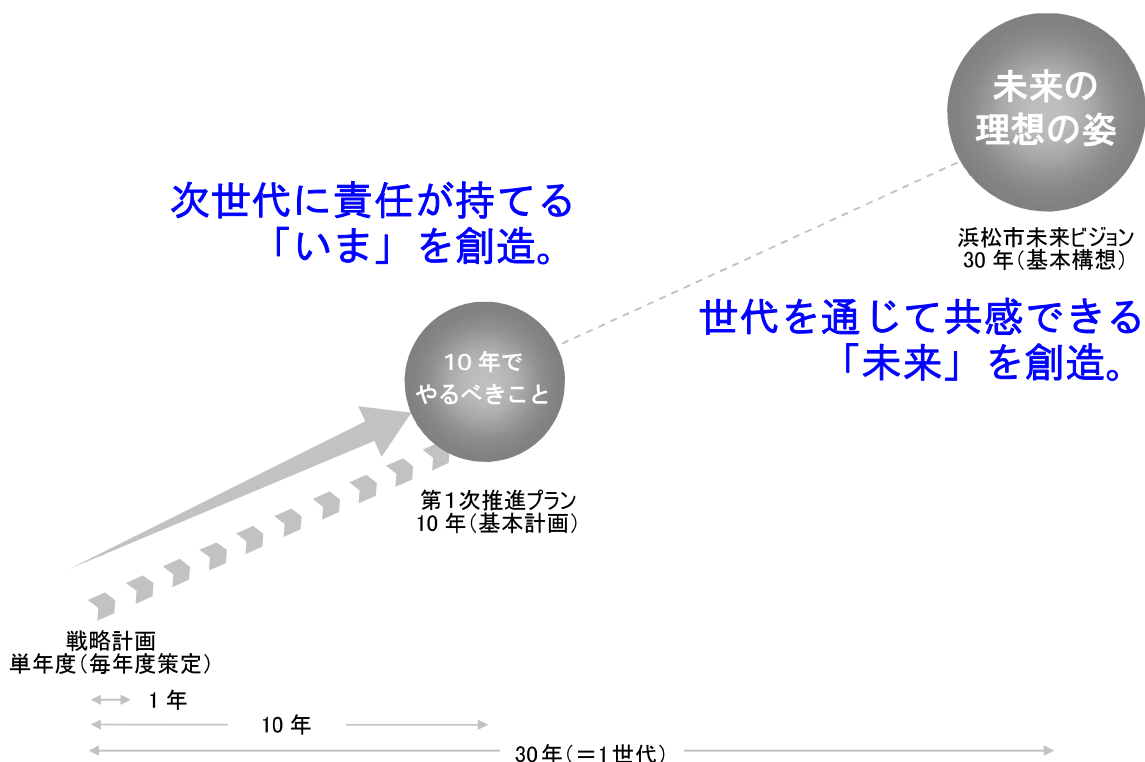 未来の
理想の姿
次世代に責任が持てる
「いま」を創造。
浜松市未来ビジョン
30年(基本構想)
世代を通じて共感できる
「未来」を創造。
10年で
やるべきこと
第1次推進プラン
10年(基本計画)
戦略計画
単年度(毎年度策定)
1年
10年
30年(=1世代)